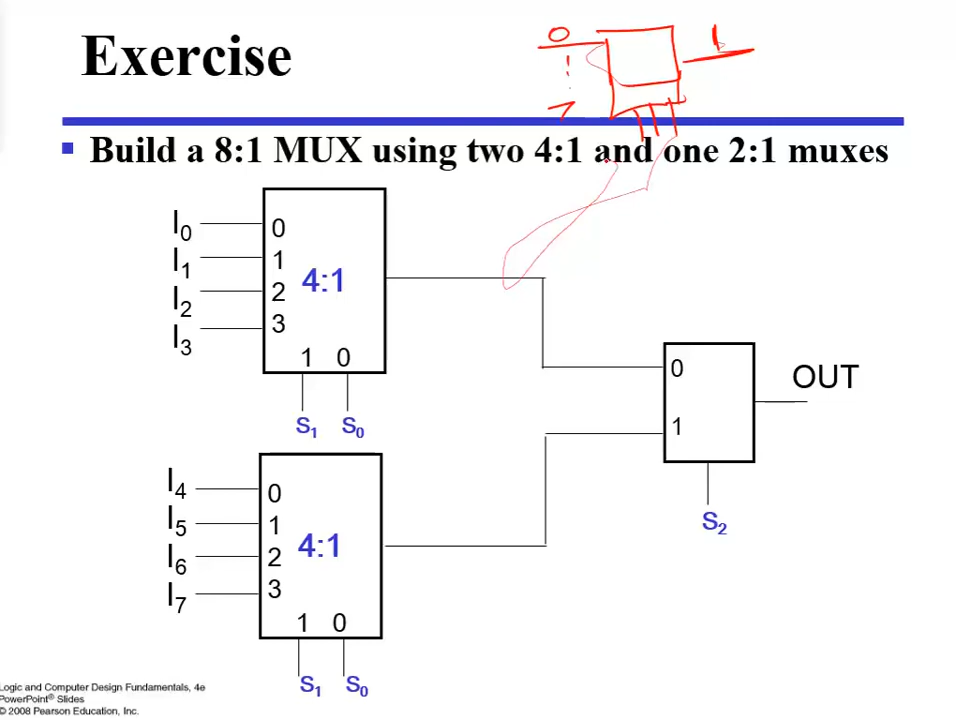 Exercise
0
1
7
Build a 8:1 MUX using two 4:1 and one 2:1 muxes
I0
I1
I2
I3
0
1
2
3
4:1
1 0
S1 S0
I4
I5
I6
I7
0
1
2
3
4:1
1 0
S1 S0
0
1
OUT
S2
Logic and Computer Design Fundamentals, 4e
PowerPoint® Slides
© 2008 Pearson Education, Inc.